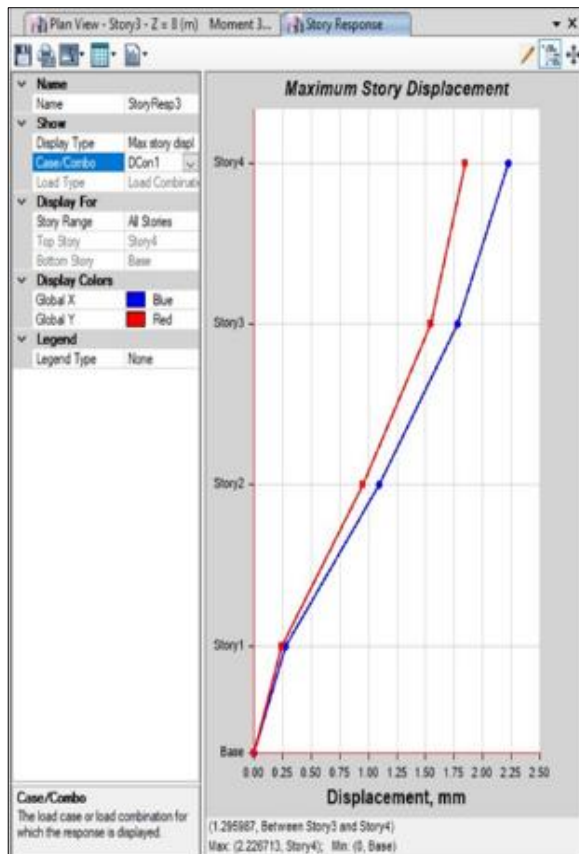 Plan View - Story3 - Z = 8 (m) Moment 3...
Story Response
Name
Name StoryResp3
Show
Display Type Max story displ
Case/Combo DCon1
Load Type Load Combinati
Display For
Story Range All Stories
Top Story Story4
Bottom Story Base
Display Colors
Global X Blue
Global Y Red
Legend
Legend Type None
Case/Combo
The load case or load combination for
which the response is displayed.
Maximum Story Displacement
Story4
Story3
Story2
Story1
Base
0.00 0.25 0.50 0.75 1.00 1.25 1.50 1.75 2.00 2.25 2.50
Displacement, mm
(1.295987, Between Story3 and Story4)
Max: (2.226713, Story4); Min: (0, Base)